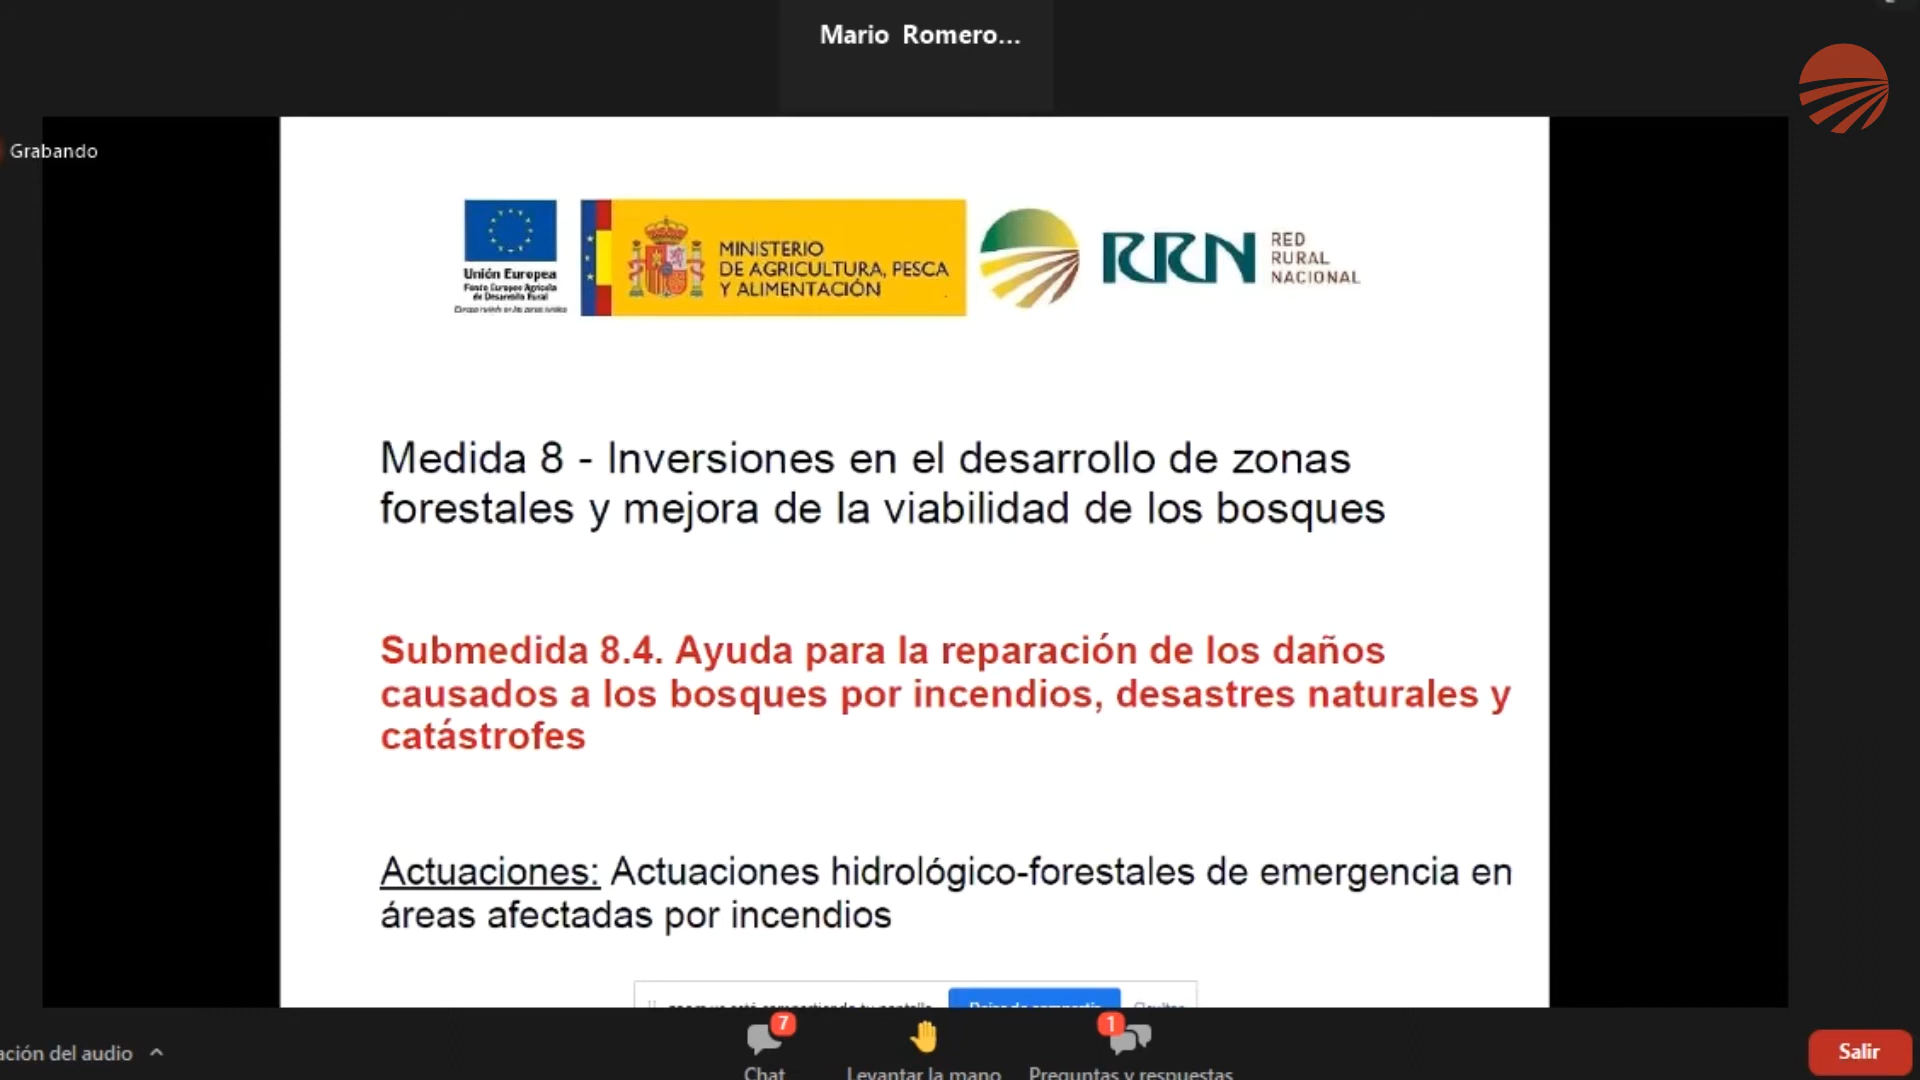 Mario Romero...
Grabando
Unión Europea
Fondo Europeo Agrícola
de Desarrollo Rural
MINISTERIO
DE AGRICULTURA, PESCA
Y ALIMENTACIÓN
RRN
RED
RURAL
NACIONAL
Medida 8 - Inversiones en el desarrollo de zonas
forestales y mejora de la viabilidad de los bosques
Submedida 8.4. Ayuda para la reparación de los daños
causados a los bosques por incendios, desastres naturales y
catástrofes
Actuaciones: Actuaciones hidrológico-forestales de emergencia en
áreas afectadas por incendios
7
1
ación del audio
Chat
Levantar la mano
Preguntas y respuestas
Salir